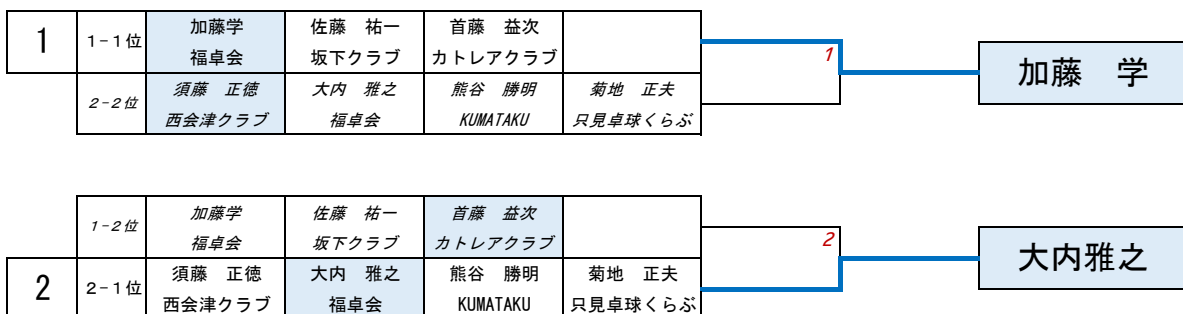 1 1-1位 加藤学 佐藤 祐一 首藤 益次
福卓会 坂下クラブ カトレアクラブ
2-2位 須藤 正徳 大内 雅之 熊谷 勝明 菊地 正夫
西会津クラブ 福卓会 KUMATAKU 只見卓球くらぶ
1
加藤 学
1-2位 加藤学 佐藤 祐一 首藤 益次
福卓会 坂下クラブ カトレアクラブ
2 2-1位 須藤 正徳 大内 雅之 熊谷 勝明 菊地 正夫
西会津クラブ 福卓会 KUMATAKU 只見卓球くらぶ
2
大内雅之